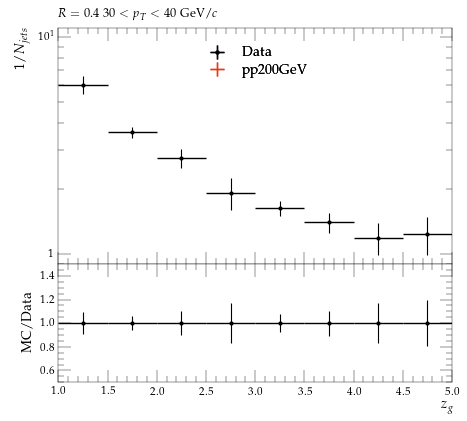 R = 0.4 30 < p_T < 40 GeV/c
1/N_jets
10^1
1
Data
pp200GeV
MC/Data
1.4
1.2
1.0
0.8
0.6
1.0 1.5 2.0 2.5 3.0 3.5 4.0 4.5 5.0
z_g